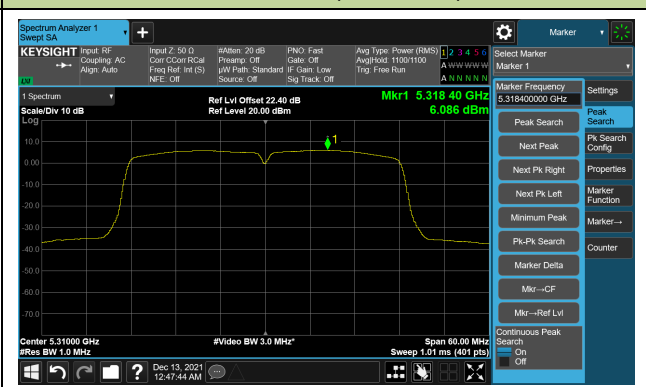 Spectrum Analyzer 1
Swept SA
Marker
KEYSIGHT
Input: RF
Coupling: AC
Align: Auto
Input Z: 50 Ω
Corr CCorr RCal
Freq Ref: Int (S)
NFE: Off
#Atten: 20 dB
Preamp: Off
µW Path: Standard
Source: Off
PNO: Fast
Gate: Off
IF Gain: Low
Sig Track: Off
Avg Type: Power (RMS)
Avg|Hold: 1100/1100
Trig: Free Run
1 2 3 4 5 6
A W W W W W
A N N N N N
LXI
Select Marker
Marker 1
1 Spectrum
Scale/Div 10 dB
Log
Ref Lvl Offset 22.40 dB
Ref Level 20.00 dBm
Mkr1 5.318 40 GHz
6.086 dBm
1
10.0
0.00
-10.0
-20.0
-30.0
-40.0
-50.0
-60.0
-70.0
Center 5.31000 GHz
#Res BW 1.0 MHz
#Video BW 3.0 MHz*
Span 60.00 MHz
Sweep 1.01 ms (401 pts)
Marker Frequency
5.318400000 GHz
Peak Search
Next Peak
Next Pk Right
Next Pk Left
Minimum Peak
Pk-Pk Search
Marker Delta
Mkr→CF
Mkr→Ref Lvl
Continuous Peak
Search
On
Off
Settings
Peak
Search
Pk Search
Config
Properties
Marker
Function
Marker→
Counter
?
Dec 13, 2021
12:47:44 AM